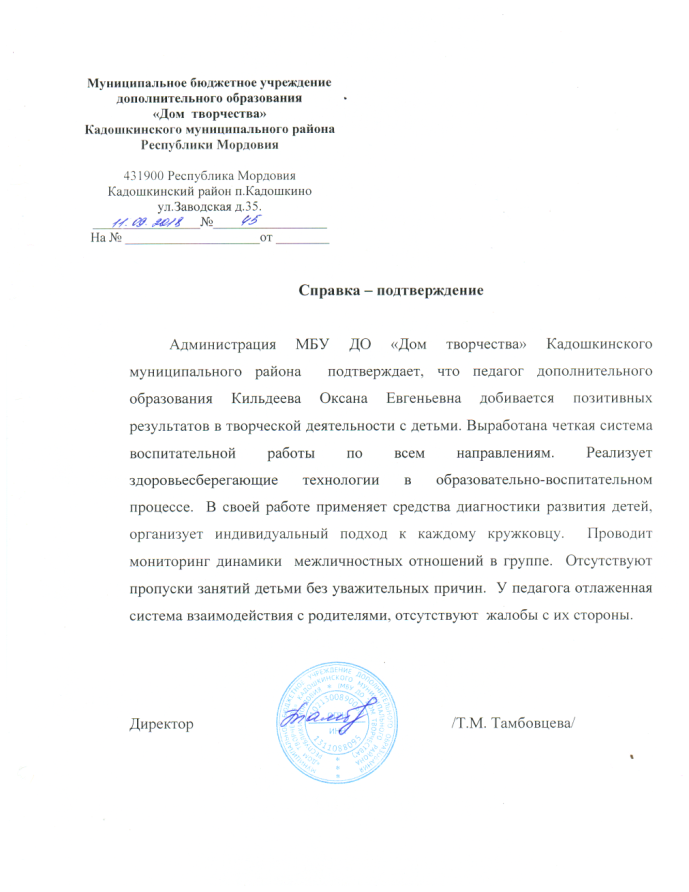 Муниципальное бюджетное учреждение
дополнительного образования
«Дом творчества»
Кадошкинского муниципального района
Республики Мордовия
431900 Республика Мордовия
Кадошкинский район п.Кадошкино
ул.Заводская д.35.
11.09.2018 № 45
На № ____________________от ________
Справка – подтверждение
Администрация МБУ ДО «Дом творчества» Кадошкинского
муниципального района подтверждает, что педагог дополнительного
образования Кильдеева Оксана Евгеньевна добивается позитивных
результатов в творческой деятельности с детьми. Выработана четкая система
воспитательной работы по всем направлениям. Реализует
здоровьесберегающие технологии в образовательно-воспитательном
процессе. В своей работе применяет средства диагностики развития детей,
организует индивидуальный подход к каждому кружковцу. Проводит
мониторинг динамики межличностных отношений в группе. Отсутствуют
пропуски занятий детьми без уважительных причин. У педагога отлаженная
система взаимодействия с родителями, отсутствуют жалобы с их стороны.
Директор /Т.М. Тамбовцева/